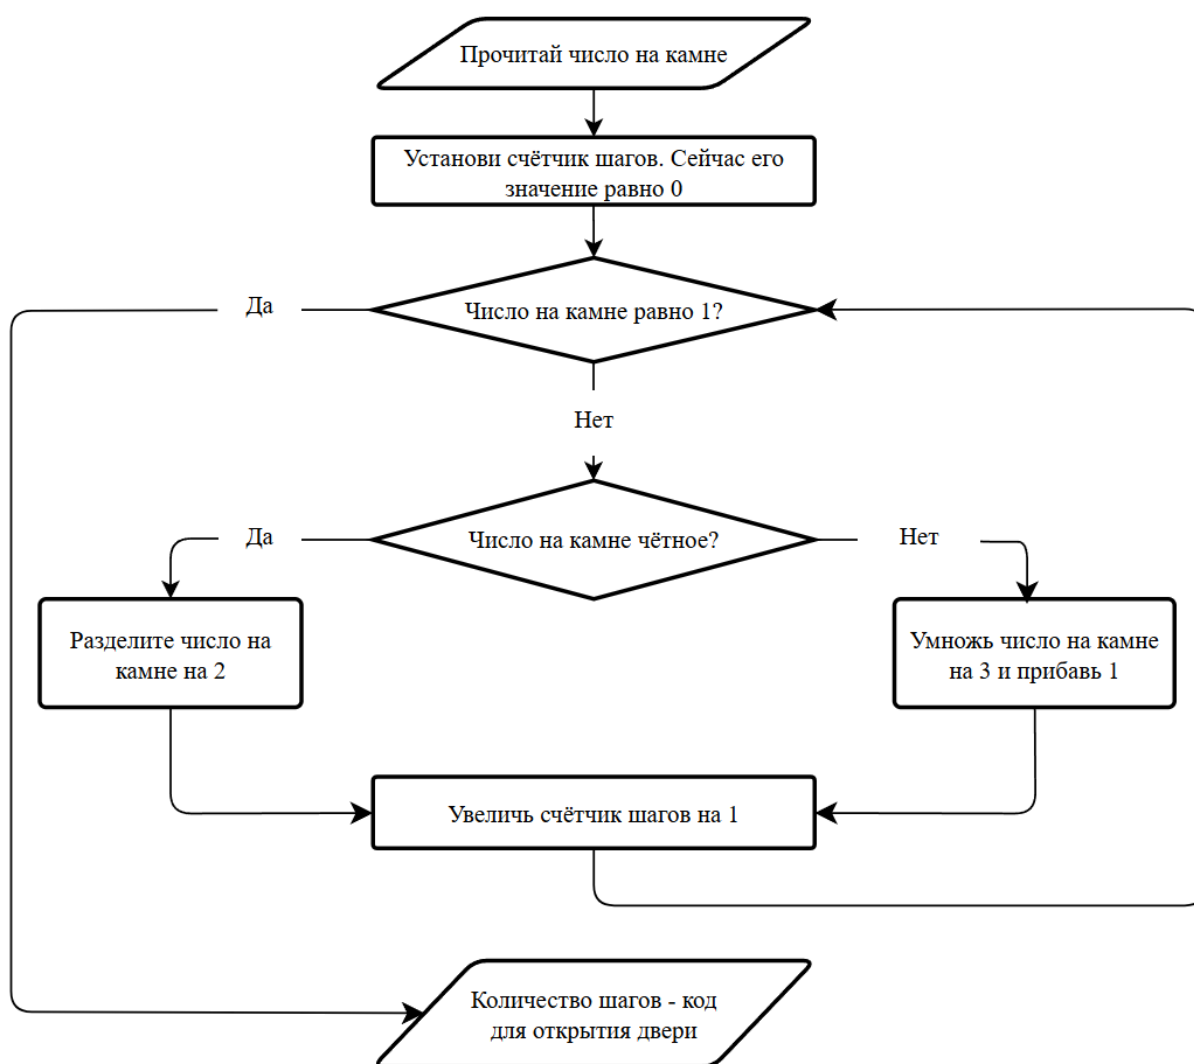 Прочитай число на камне
Установи счётчик шагов. Сейчас его
значение равно 0
Да
Число на камне равно 1?
Нет
Да
Число на камне чётное?
Нет
Разделите число на
камне на 2
Умножь число на камне
на 3 и прибавь 1
Увеличь счётчик шагов на 1
Количество шагов - код
для открытия двери